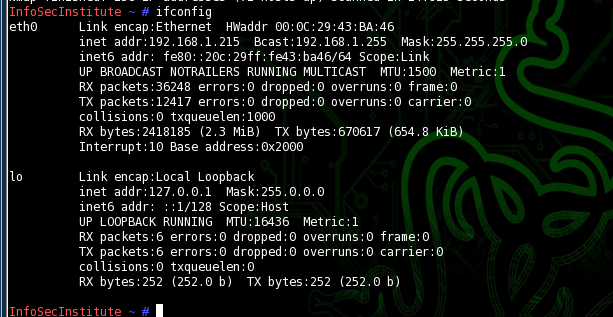 InfoSecInstitute ~ # ifconfig
eth0 Link encap:Ethernet HWaddr 00:0C:29:43:BA:46
inet addr:192.168.1.215 Bcast:192.168.1.255 Mask:255.255.255.0
inet6 addr: fe80::20c:29ff:fe43:ba46/64 Scope:Link
UP BROADCAST NOTRAILERS RUNNING MULTICAST MTU:1500 Metric:1
RX packets:36248 errors:0 dropped:0 overruns:0 frame:0
TX packets:12417 errors:0 dropped:0 overruns:0 carrier:0
collisions:0 txqueuelen:1000
RX bytes:2418185 (2.3 MiB) TX bytes:670617 (654.8 KiB)
Interrupt:10 Base address:0x2000
lo Link encap:Local Loopback
inet addr:127.0.0.1 Mask:255.0.0.0
inet6 addr: ::1/128 Scope:Host
UP LOOPBACK RUNNING MTU:16436 Metric:1
RX packets:6 errors:0 dropped:0 overruns:0 frame:0
TX packets:6 errors:0 dropped:0 overruns:0 carrier:0
collisions:0 txqueuelen:0
RX bytes:252 (252.0 b) TX bytes:252 (252.0 b)
InfoSecInstitute ~ #